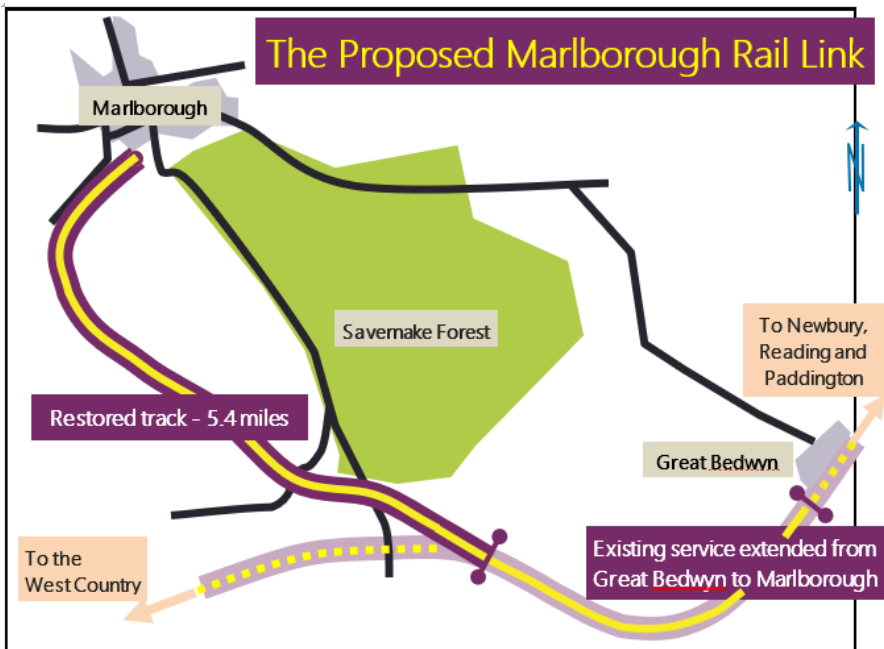 The Proposed Marlborough Rail Link
Marlborough
N
Savernake Forest
To Newbury,
Reading and
Paddington
Restored track - 5.4 miles
Great Bedwyn
To the
West Country
Existing service extended from
Great Bedwyn to Marlborough